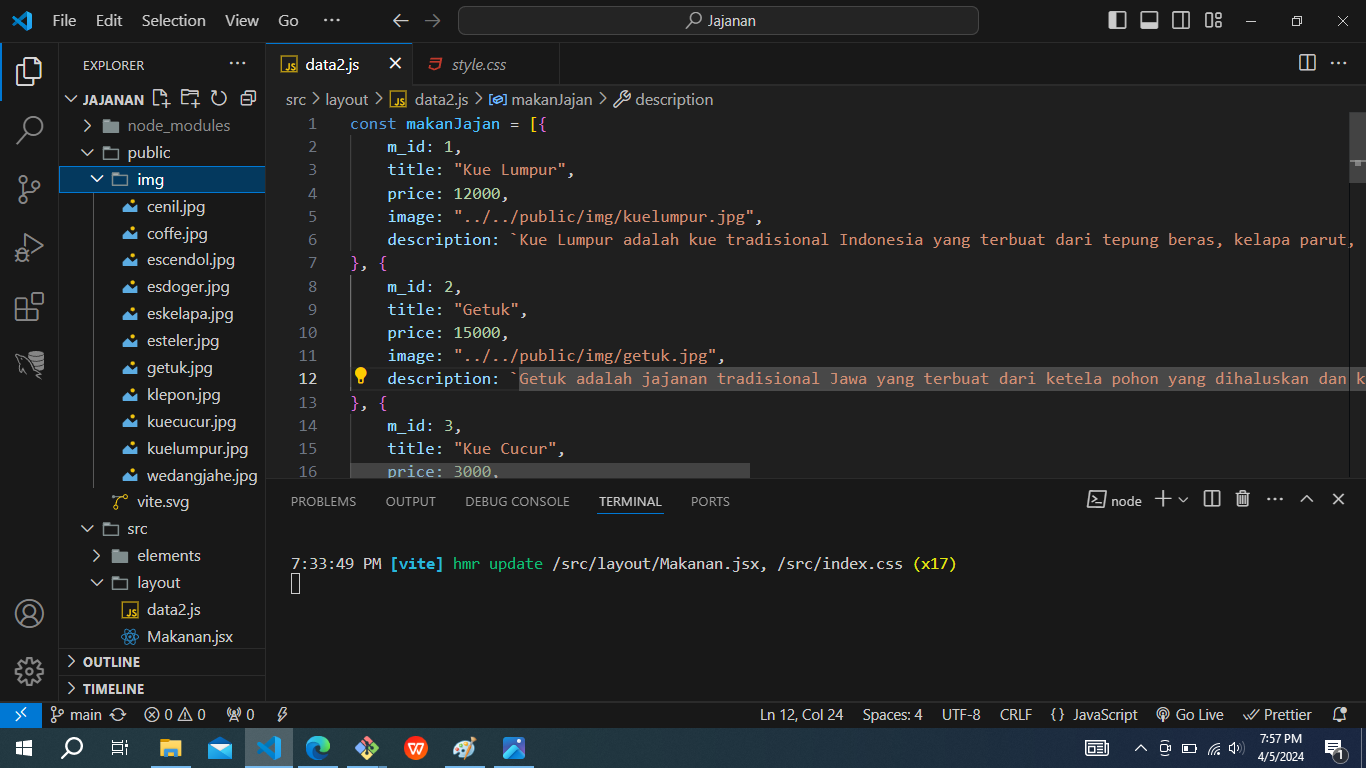 File Edit Selection View Go ··· Jajanan
EXPLORER ···
JAJANAN
node_modules
public
img
cenil.jpg
coffe.jpg
escendol.jpg
esdoger.jpg
eskelapa.jpg
esteler.jpg
getuk.jpg
klepon.jpg
kuecucur.jpg
kuelumpur.jpg
wedangjahe.jpg
vite.svg
src
elements
layout
JS data2.js
Makanan.jsx
OUTLINE
TIMELINE
JS data2.js style.css
src > layout > JS data2.js > makanJajan > description
1 const makanJajan = [{
2 m_id: 1,
3 title: "Kue Lumpur",
4 price: 12000,
5 image: "../../public/img/kuelumpur.jpg",
6 description: `Kue Lumpur adalah kue tradisional Indonesia yang terbuat dari tepung beras, kelapa parut,
7 }, {
8 m_id: 2,
9 title: "Getuk",
10 price: 15000,
11 image: "../../public/img/getuk.jpg",
12 description: `Getuk adalah jajanan tradisional Jawa yang terbuat dari ketela pohon yang dihaluskan dan k
13 }, {
14 m_id: 3,
15 title: "Kue Cucur",
16 price: 3000,
PROBLEMS OUTPUT DEBUG CONSOLE TERMINAL PORTS node
7:33:49 PM [vite] hmr update /src/layout/Makanan.jsx, /src/index.css (x17)
main 0 0 0 Ln 12, Col 24 Spaces: 4 UTF-8 CRLF {} JavaScript Go Live Prettier
7:57 PM
4/5/2024
1